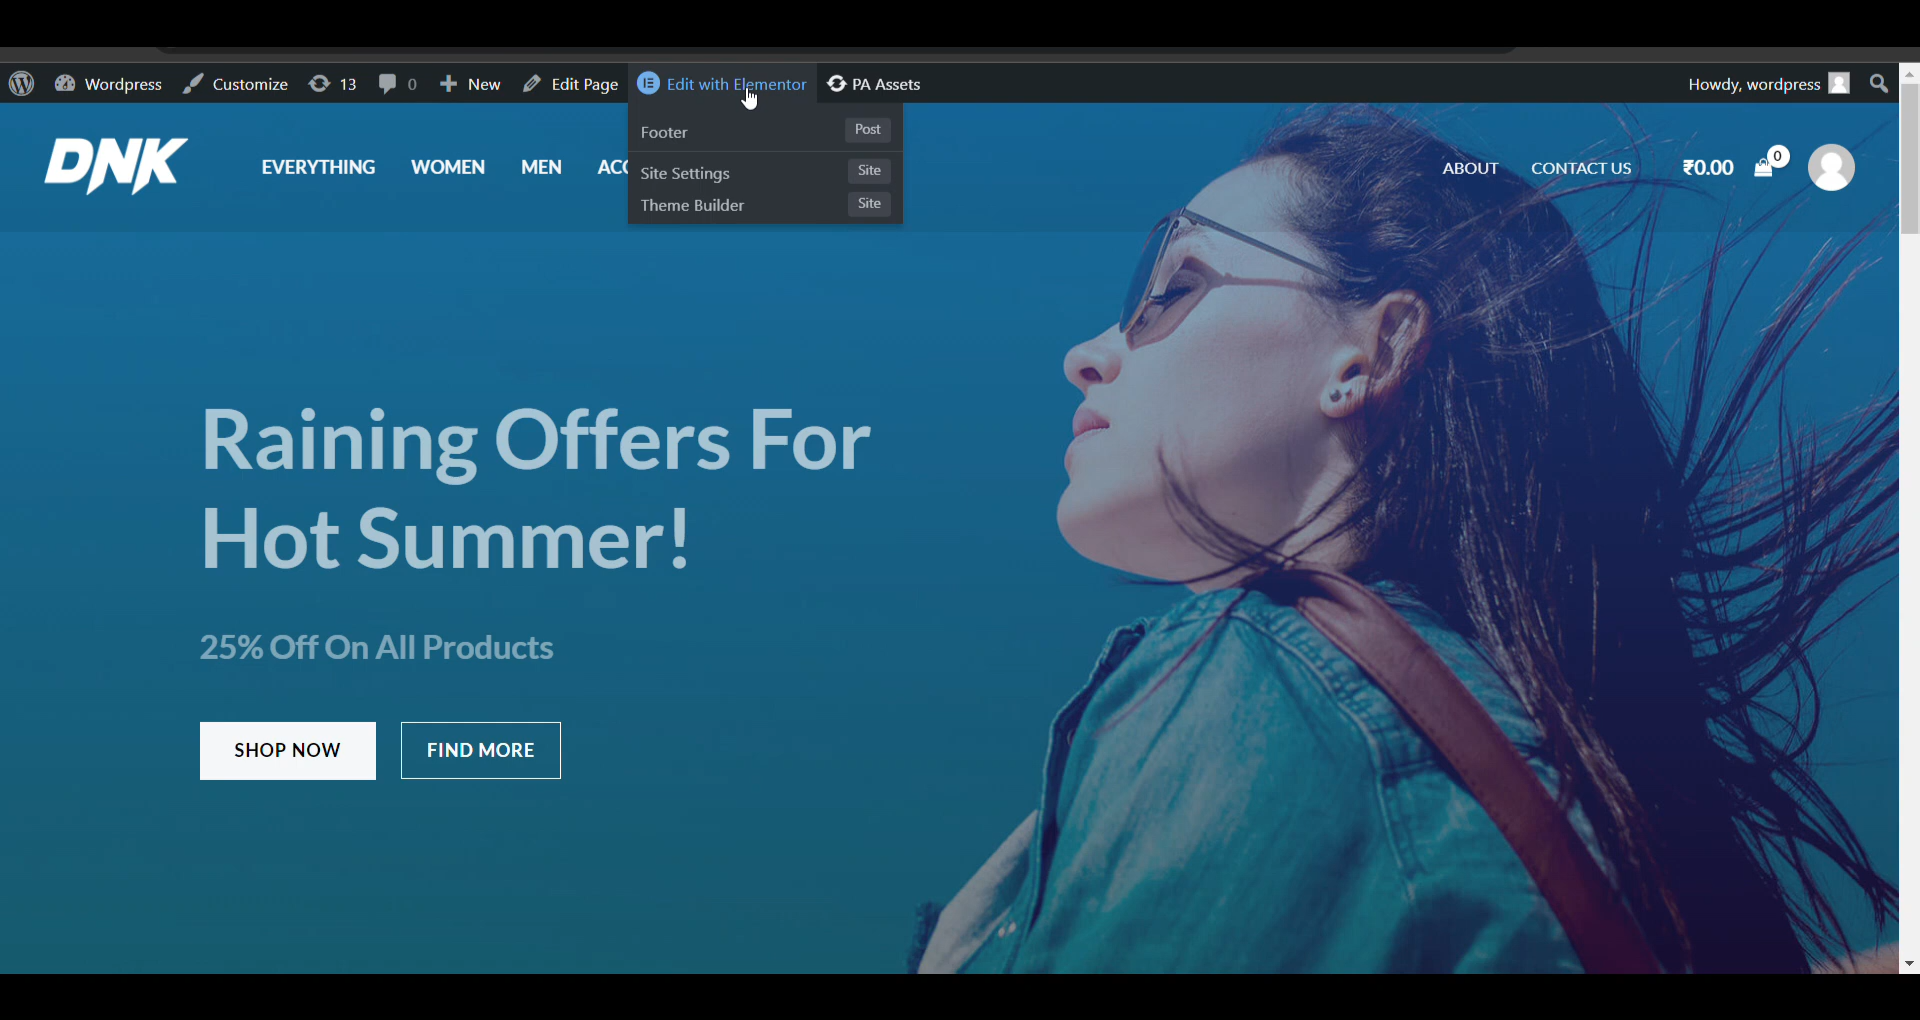 Wordpress Customize 13 0 New Edit Page Edit with Elementor PA Assets Howdy, wordpress
Footer Post
Site Settings Site
Theme Builder Site
DNK EVERYTHING WOMEN MEN ABOUT CONTACT US ₹0.00 0
Raining Offers For
Hot Summer!
25% Off On All Products
SHOP NOW FIND MORE